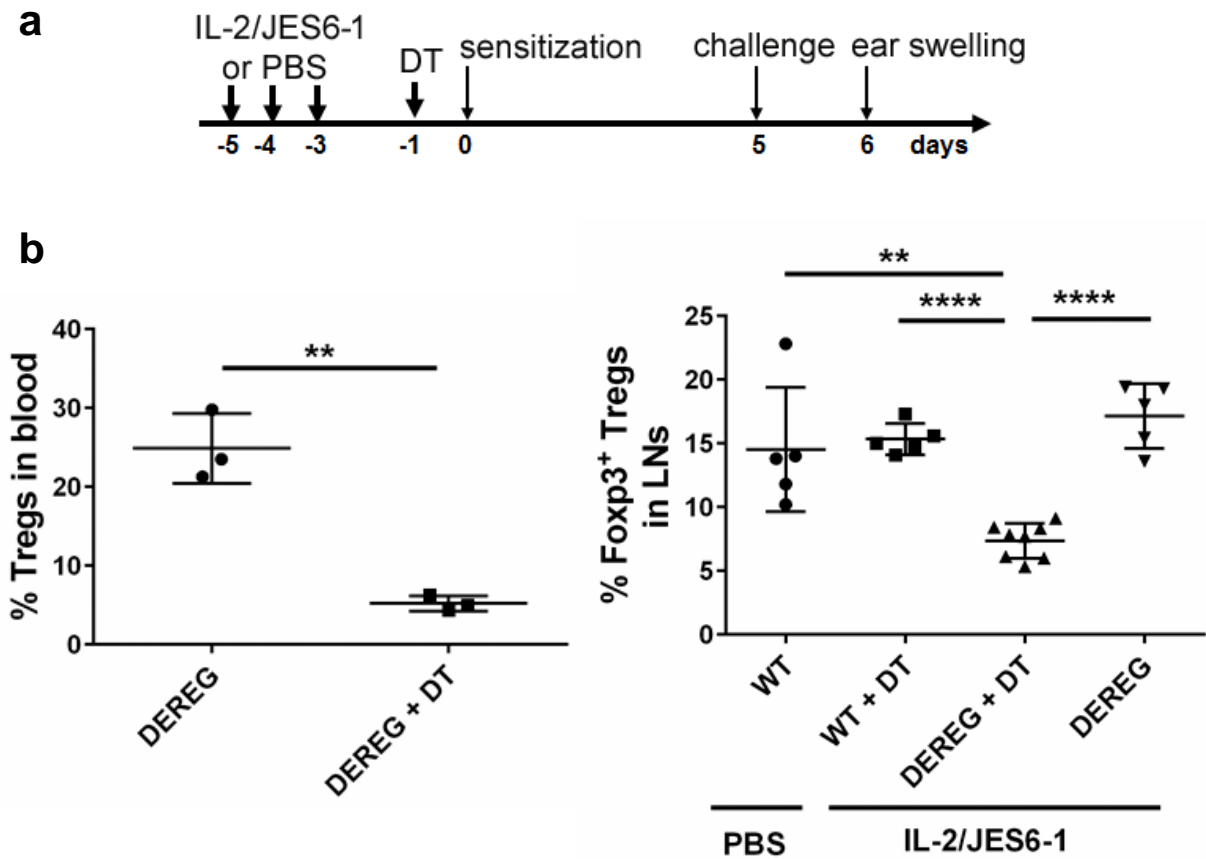 a
IL-2/JES6-1
or PBS
DT
sensitization
challenge
ear swelling
-5
-4
-3
-1
0
5
6
days
b
% Tregs in blood
40
30
20
10
0
**
DEREG
DEREG + DT
% Foxp3+ Tregs
in LNs
25
20
15
10
5
0
**
****
****
WT
WT + DT
DEREG + DT
DEREG
PBS
IL-2/JES6-1